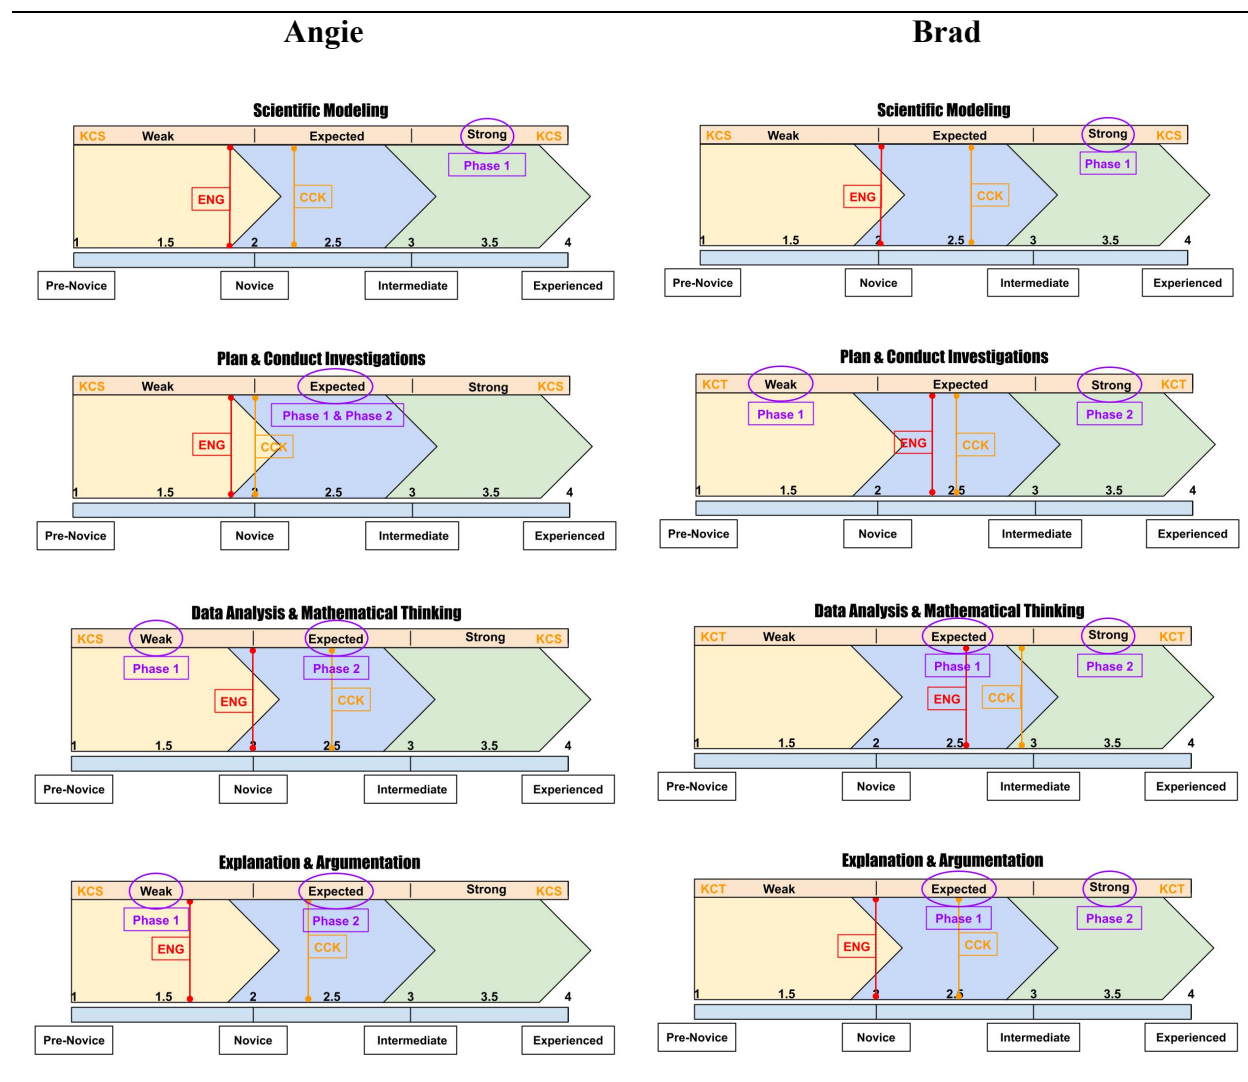 Angie
Brad
Scientific Modeling
KCS Weak Expected Strong KCS
Phase 1
ENG
CCK
1 1.5 2 2.5 3 3.5 4
Pre-Novice Novice Intermediate Experienced
Scientific Modeling
KCS Weak Expected Strong KCS
Phase 1
ENG
CCK
1 1.5 2 2.5 3 3.5 4
Pre-Novice Novice Intermediate Experienced
Plan & Conduct Investigations
KCS Weak Expected Strong KCS
Phase 1 & Phase 2
ENG
CCK
1 1.5 2 2.5 3 3.5 4
Pre-Novice Novice Intermediate Experienced
Plan & Conduct Investigations
KCT Weak Expected Strong KCT
Phase 1 Phase 2
ENG
CCK
1 1.5 2 2.5 3 3.5 4
Pre-Novice Novice Intermediate Experienced
Data Analysis & Mathematical Thinking
KCS Weak Expected Strong KCS
Phase 1 Phase 2
ENG
CCK
1 1.5 2 2.5 3 3.5 4
Pre-Novice Novice Intermediate Experienced
Data Analysis & Mathematical Thinking
KCT Weak Expected Strong KCT
Phase 1 Phase 2
ENG
CCK
1 1.5 2 2.5 3 3.5 4
Pre-Novice Novice Intermediate Experienced
Explanation & Argumentation
KCS Weak Expected Strong KCS
Phase 1 Phase 2
ENG
CCK
1 1.5 2 2.5 3 3.5 4
Pre-Novice Novice Intermediate Experienced
Explanation & Argumentation
KCT Weak Expected Strong KCT
Phase 1 Phase 2
ENG
CCK
1 1.5 2 2.5 3 3.5 4
Pre-Novice Novice Intermediate Experienced